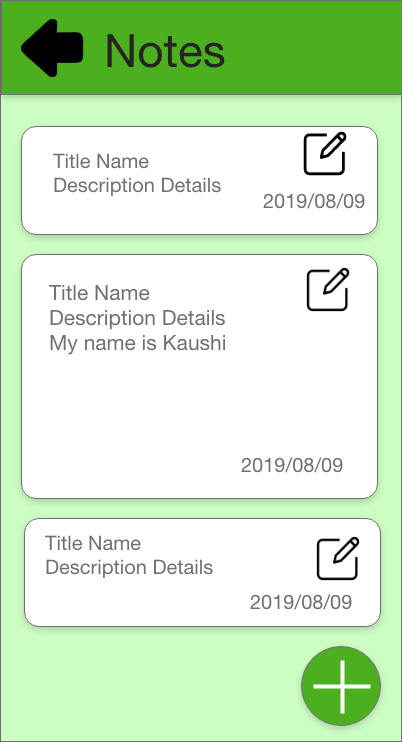 Notes
Title Name
Description Details
2019/08/09
Title Name
Description Details
My name is Kaushi
2019/08/09
Title Name
Description Details
2019/08/09